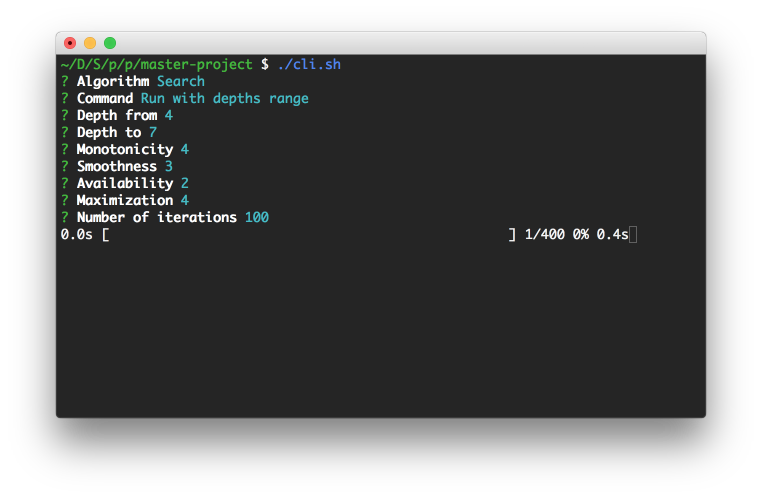 ~/D/S/p/p/master-project $ ./cli.sh
? Algorithm Search
? Command Run with depths range
? Depth from 4
? Depth to 7
? Monotonicity 4
? Smoothness 3
? Availability 2
? Maximization 4
? Number of iterations 100
0.0s [                                                  ] 1/400 0% 0.4s